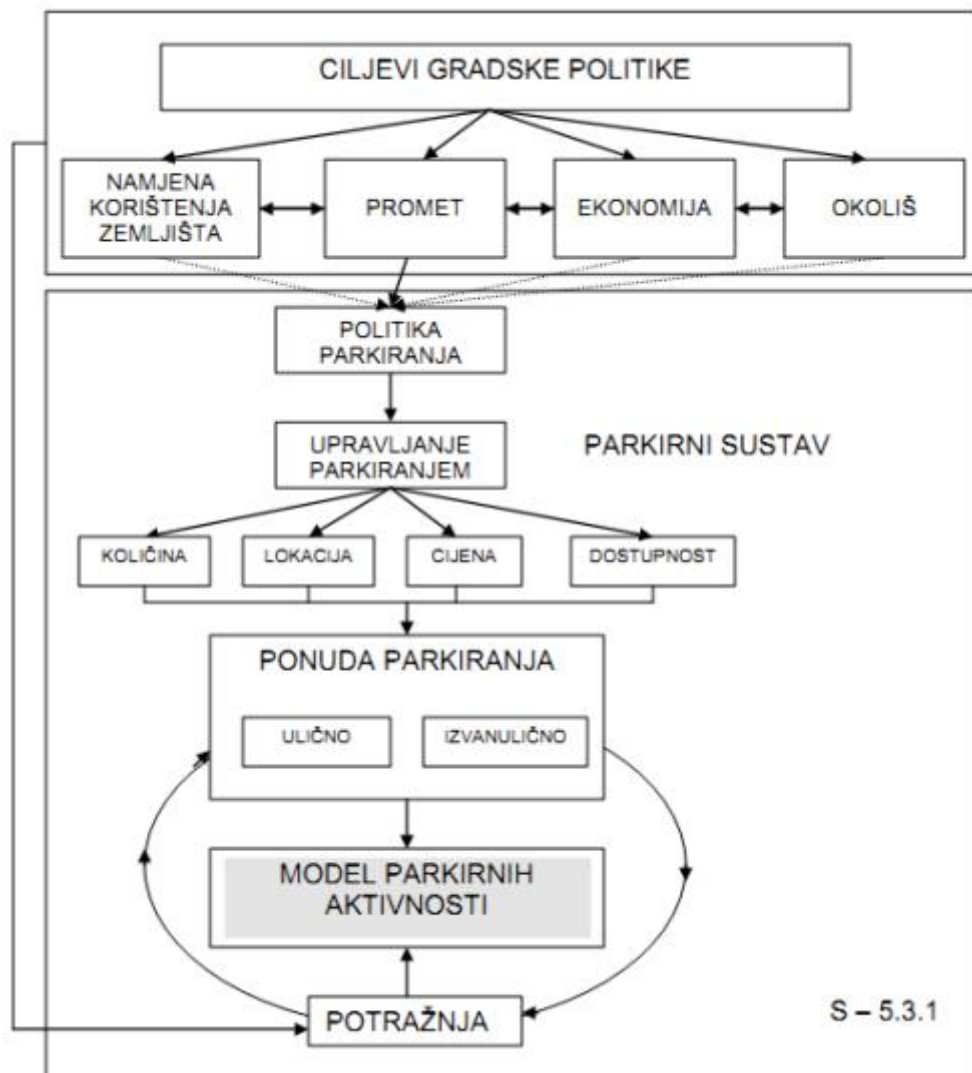 CILJEVI GRADSKE POLITIKE
NAMJENA
KORIŠTENJA
ZEMLJIŠTA
PROMET
EKONOMIJA
OKOLIŠ
POLITIKA
PARKIRANJA
UPRAVLJANJE
PARKIRANJEM
PARKIRNI SUSTAV
KOLIČINA
LOKACIJA
CIJENA
DOSTUPNOST
PONUDA PARKIRANJA
ULIČNO
IZVANULIČNO
MODEL PARKIRNIH
AKTIVNOSTI
POTRAŽNJA
S – 5.3.1